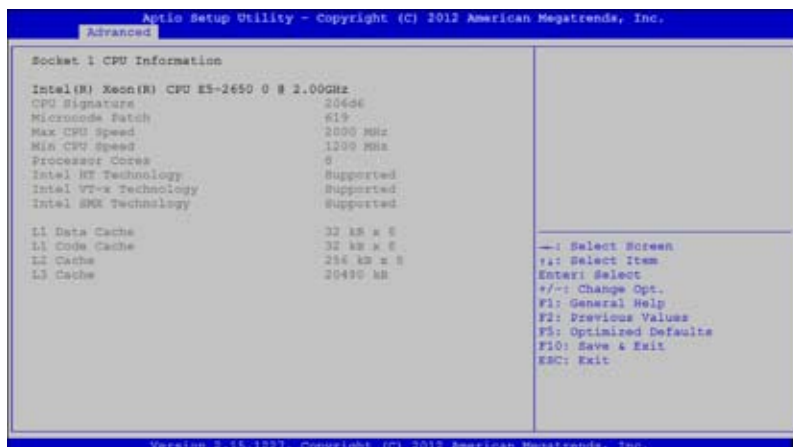 Aptio Setup Utility - Copyright (C) 2012 American Megatrends, Inc.
Advanced
Socket 1 CPU Information
Intel(R) Xeon(R) CPU E5-2650 0 @ 2.00GHz
CPU Signature 206d6
Microcode Patch 619
Max CPU Speed 2000 MHz
Min CPU Speed 1200 MHz
Processor Cores 8
Intel HT Technology Supported
Intel VT-x Technology Supported
Intel SMX Technology Supported
L1 Data Cache 32 kB x 8
L1 Code Cache 32 kB x 8
L2 Cache 256 kB x 8
L3 Cache 20480 kB
→←: Select Screen
↑↓: Select Item
Enter: Select
+/-: Change Opt.
F1: General Help
F2: Previous Values
F5: Optimized Defaults
F10: Save & Exit
ESC: Exit
Version 2.15.1227. Copyright (C) 2012 American Megatrends, Inc.